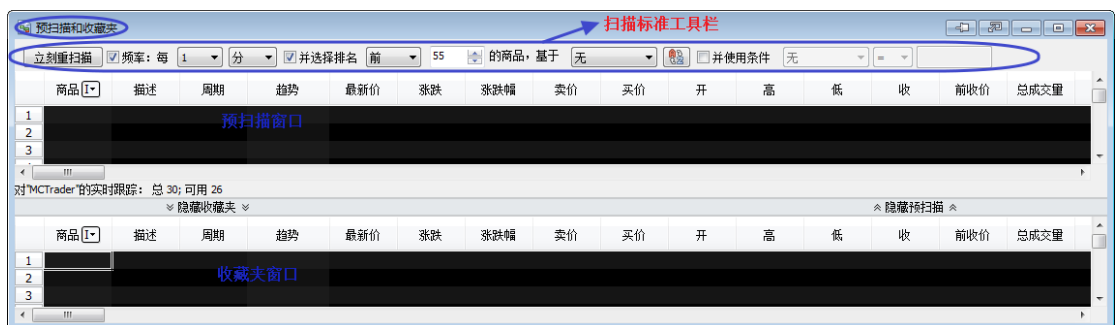 扫描标准工具栏
预扫描和收藏夹
立刻重扫描 频率：每 1 分 并选择排名 前 55 的商品，基于 无 并使用条件 无 =
商品 I 描述 周期 趋势 最新价 涨跌 涨跌幅 卖价 买价 开 高 低 收 前收价 总成交量
1
预扫描窗口
2
3
对"MCTrader"的实时跟踪： 总 30; 可用 26
隐藏收藏夹 隐藏预扫描
商品 I 描述 周期 趋势 最新价 涨跌 涨跌幅 卖价 买价 开 高 低 收 前收价 总成交量
1
收藏夹窗口
2
3